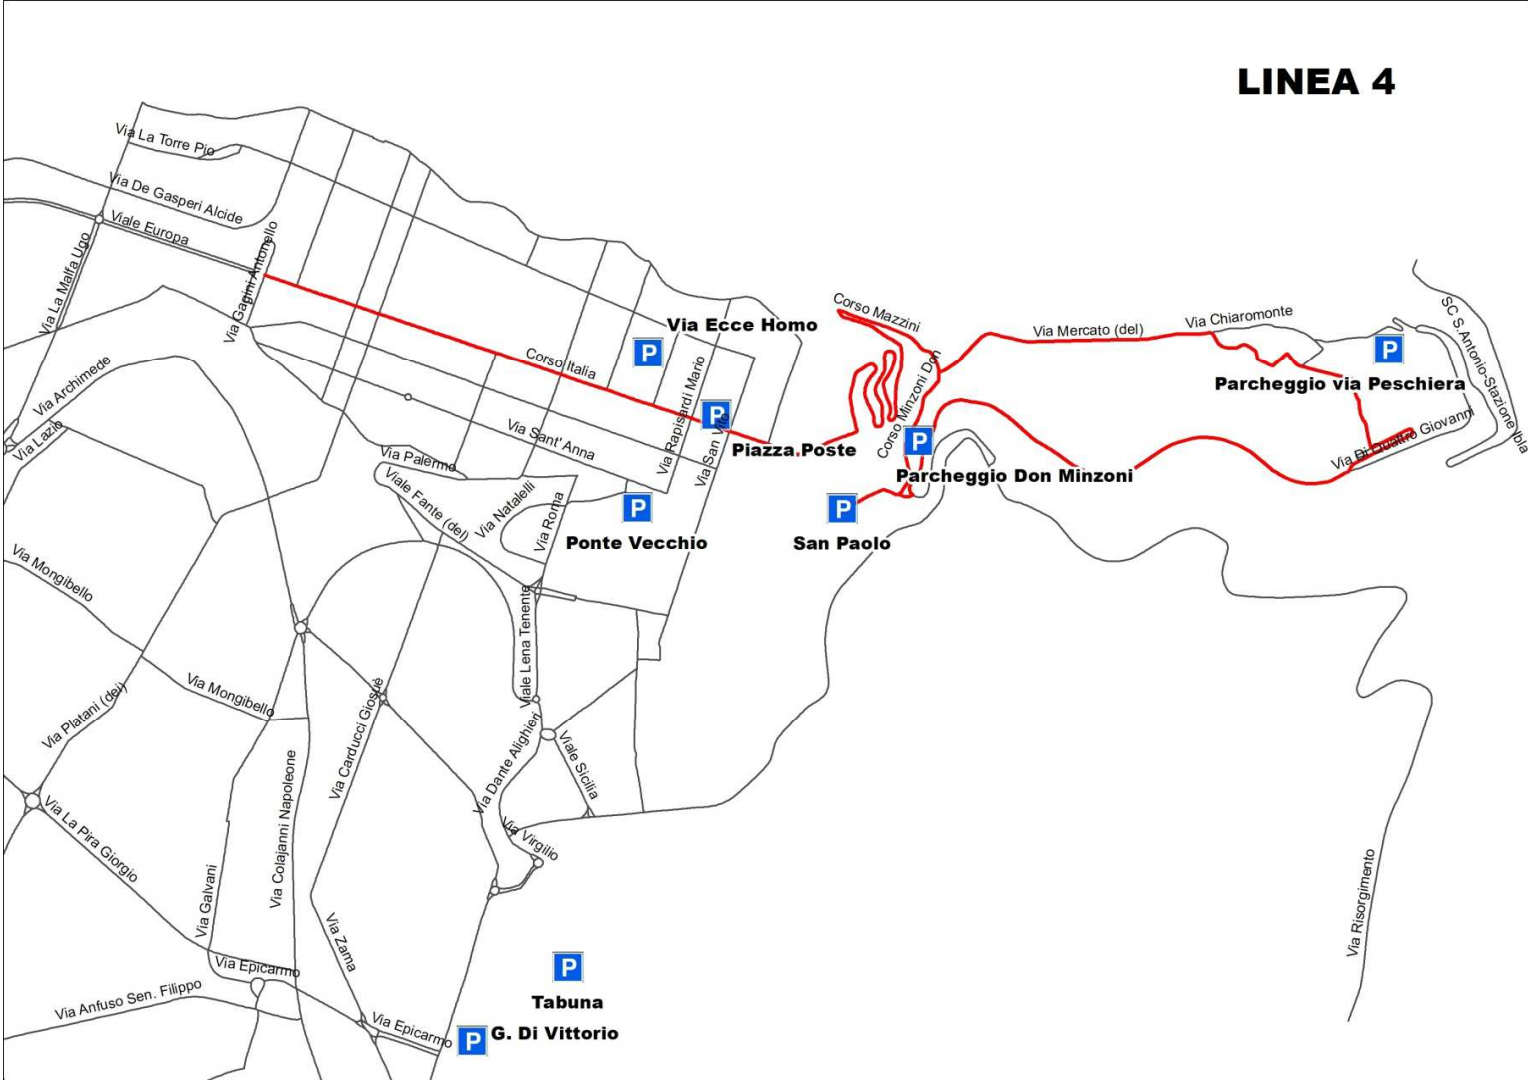 LINEA 4
Via La Torre Pio
Via De Gasperi Alcide
Viale Europa
Via La Malfa Ugo
Via Gagini Antonello
Via Archimede
Via Lazio
Via Ecce Homo
P
Corso Italia
P
Via Rapisardi Mario
Via San Vito
Piazza Poste
Via Sant' Anna
Via Palermo
Viale Fante (del)
Via Natalelli
Via Roma
P
Ponte Vecchio
Corso Mazzini
Corso Minzoni Don
P
Parcheggio Don Minzoni
P
San Paolo
Via Mercato (del)
Via Chiaromonte
P
Parcheggio via Peschiera
SC S.Antonio-Stazione Ibla
Via Di Quattro Giovanni
Via Mongibello
Via Mongibello
Via Platani (dei)
Via La Pira Giorgio
Via Galvani
Via Colajanni Napoleone
Via Carducci Giosuè
Viale Lena Tenente
Via Dante Alighieri
Viale Sicilia
Via Virgilio
Via Zama
Via Epicarmo
Via Anfuso Sen. Filippo
Via Epicarmo
P
Tabuna
P
G. Di Vittorio
Via Risorgimento